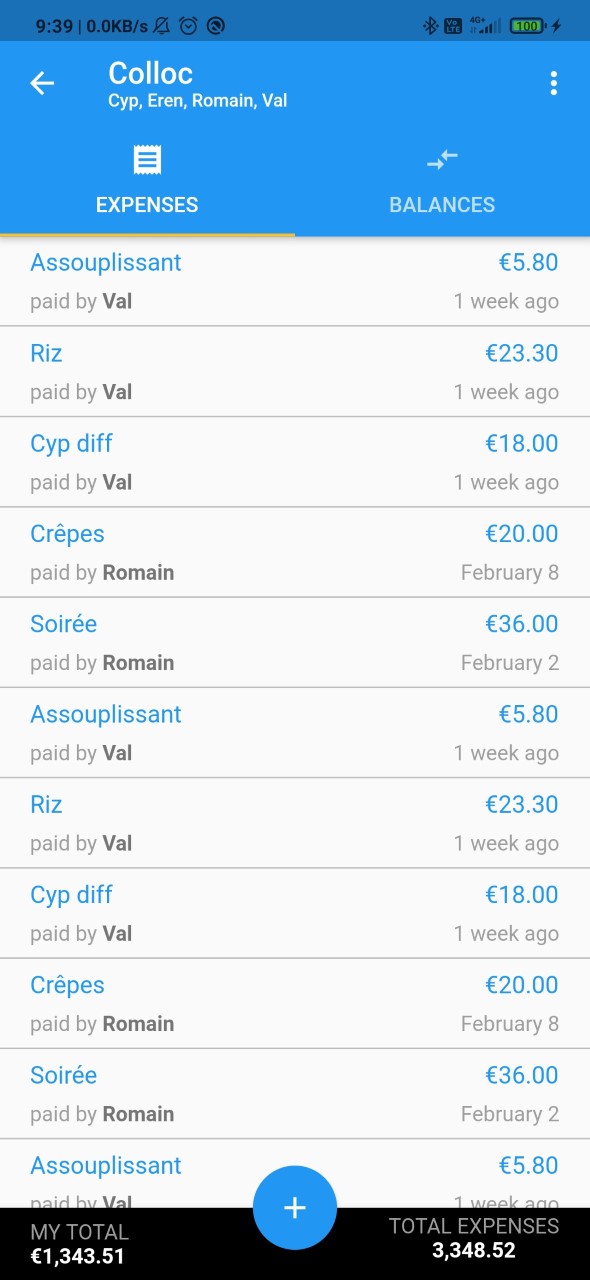 9:39 | 0.0KB/s
Vo LTE 4G+ 100
Colloc
Cyp, Eren, Romain, Val
EXPENSES BALANCES
Assouplissant €5.80
paid by Val 1 week ago
Riz €23.30
paid by Val 1 week ago
Cyp diff €18.00
paid by Val 1 week ago
Crêpes €20.00
paid by Romain February 8
Soirée €36.00
paid by Romain February 2
Assouplissant €5.80
paid by Val 1 week ago
Riz €23.30
paid by Val 1 week ago
Cyp diff €18.00
paid by Val 1 week ago
Crêpes €20.00
paid by Romain February 8
Soirée €36.00
paid by Romain February 2
Assouplissant €5.80
paid by Val 1 week ago
MY TOTAL TOTAL EXPENSES
€1,343.51 3,348.52